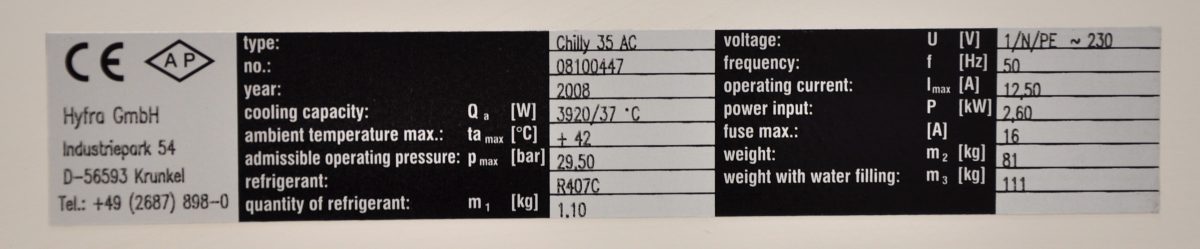 CE AP
Hyfra GmbH
Industriepark 54
D-56593 Krunkel
Tel.: +49 (2687) 898-0
type: Chilly 35 AC
no.: 08100447
year: 2008
cooling capacity: Q a [W] 3920/37 °C
ambient temperature max.: ta max [°C] + 42
admissible operating pressure: p max [bar] 29,50
refrigerant: R407C
quantity of refrigerant: m 1 [kg] 1,10
voltage: U [V] 1/N/PE ~ 230
frequency: f [Hz] 50
operating current: I max [A] 12,50
power input: P [kW] 2,60
fuse max.: [A] 16
weight: m 2 [kg] 81
weight with water filling: m 3 [kg] 111